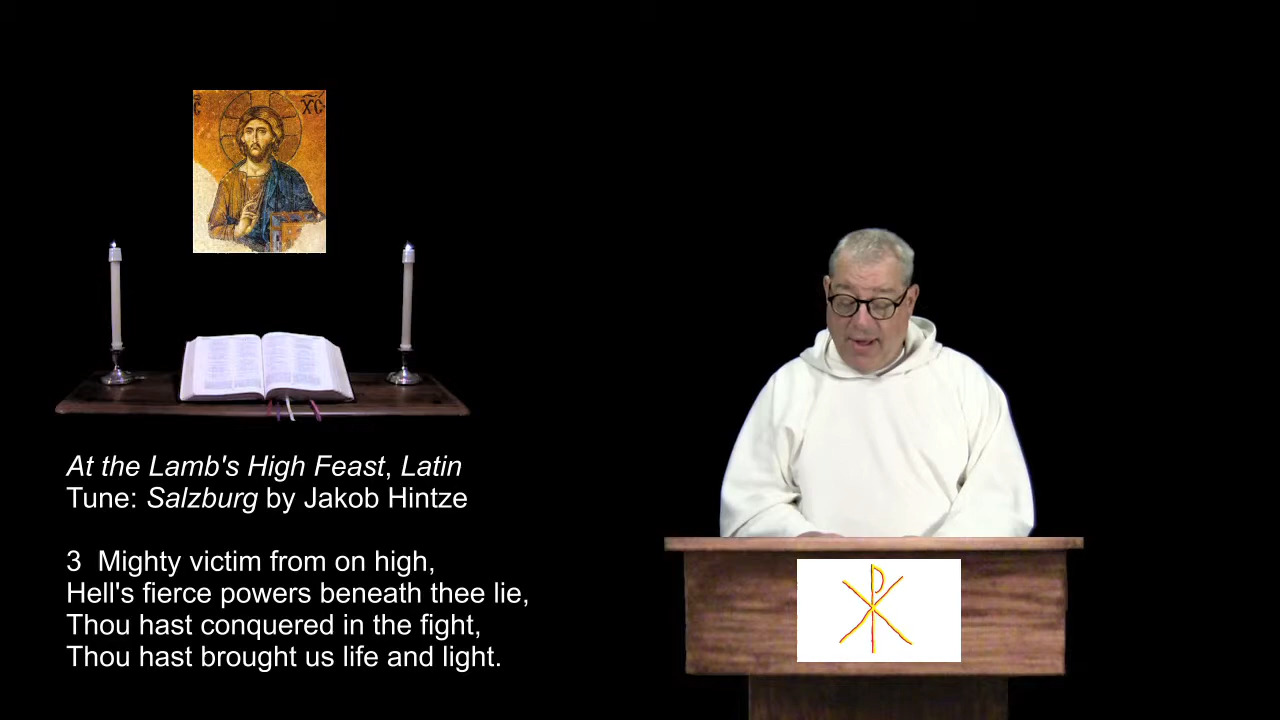 C XC
At the Lamb's High Feast, Latin
Tune: Salzburg by Jakob Hintze
3 Mighty victim from on high,
Hell's fierce powers beneath thee lie,
Thou hast conquered in the fight,
Thou hast brought us life and light.